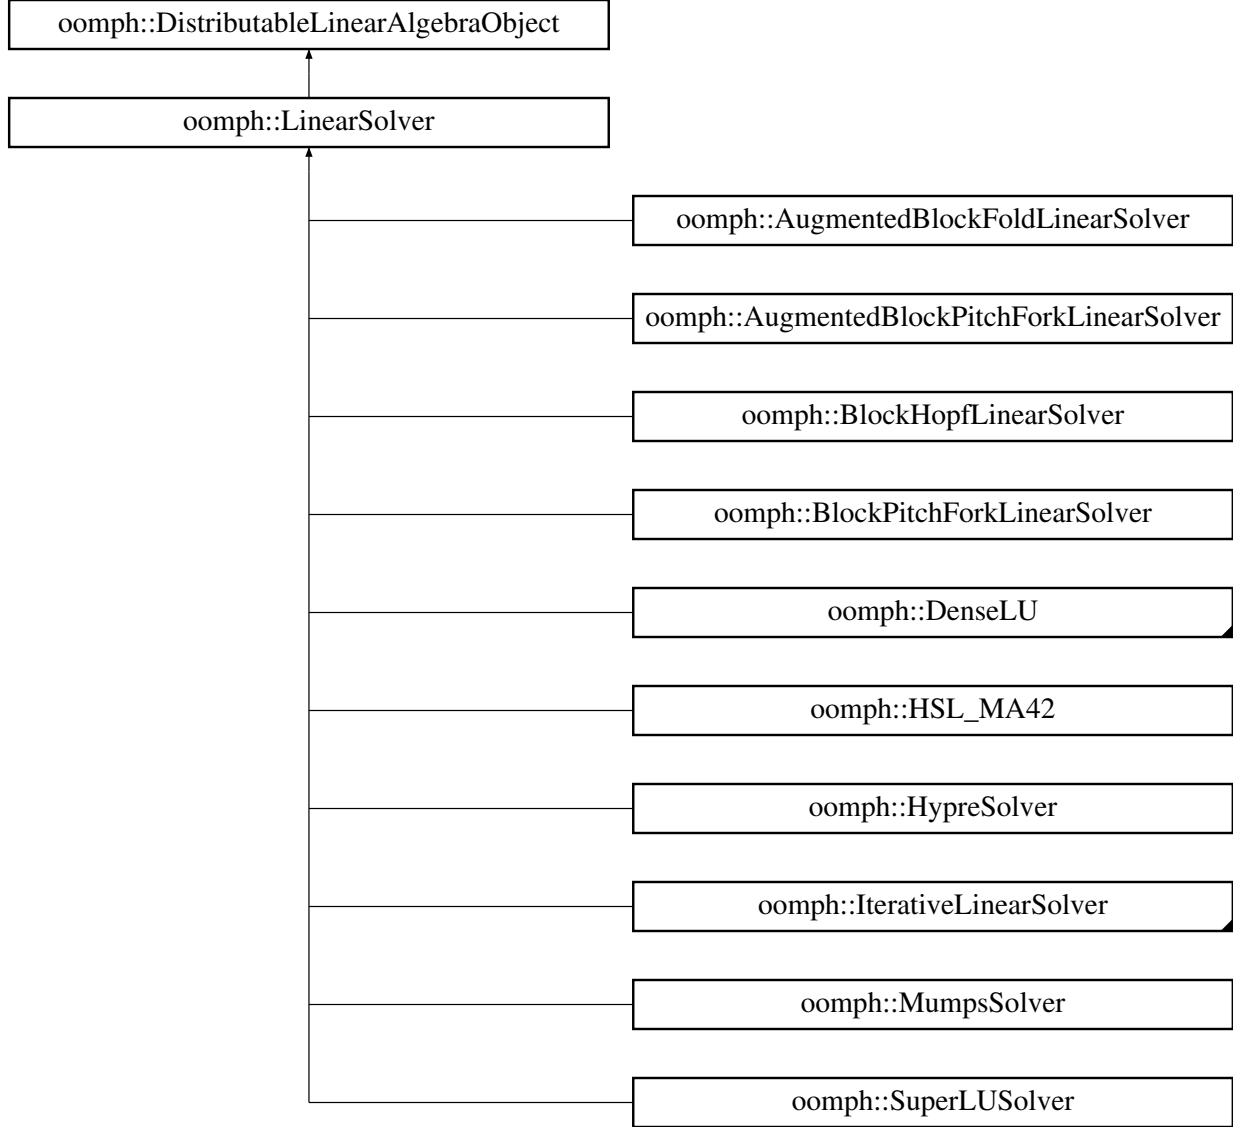 oomph::DistributableLinearAlgebraObject
oomph::LinearSolver
oomph::AugmentedBlockFoldLinearSolver
oomph::AugmentedBlockPitchForkLinearSolver
oomph::BlockHopfLinearSolver
oomph::BlockPitchForkLinearSolver
oomph::DenseLU
oomph::HSL_MA42
oomph::HypreSolver
oomph::IterativeLinearSolver
oomph::MumpsSolver
oomph::SuperLUSolver